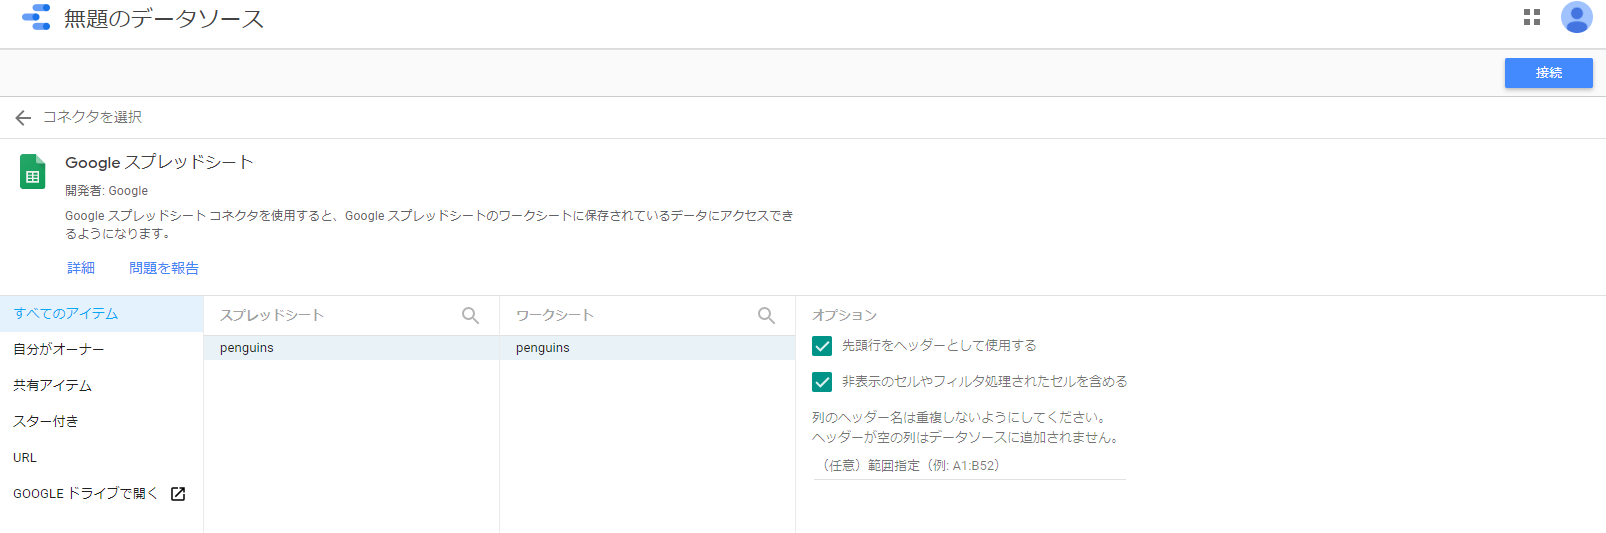 無題のデータソース
接続
コネクタを選択
Google スプレッドシート
開発者: Google
Google スプレッドシート コネクタを使用すると、Google スプレッドシートのワークシートに保存されているデータにアクセスでき
るようになります。
詳細 問題を報告
すべてのアイテム
自分がオーナー
共有アイテム
スター付き
URL
GOOGLE ドライブで開く
スプレッドシート
penguins
ワークシート
penguins
オプション
先頭行をヘッダーとして使用する
非表示のセルやフィルタ処理されたセルを含める
列のヘッダー名は重複しないようにしてください。
ヘッダーが空の列はデータソースに追加されません。
（任意）範囲指定（例: A1:B52）